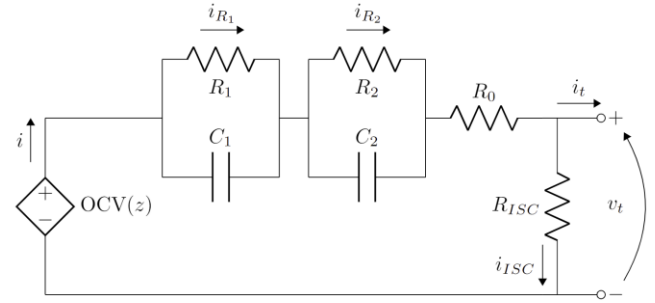 i_{R_1}
i_{R_2}
R_1
R_2
R_0
i_t
+
C_1
C_2
i
+
−
OCV(z)
R_{ISC}
v_t
i_{ISC}
−